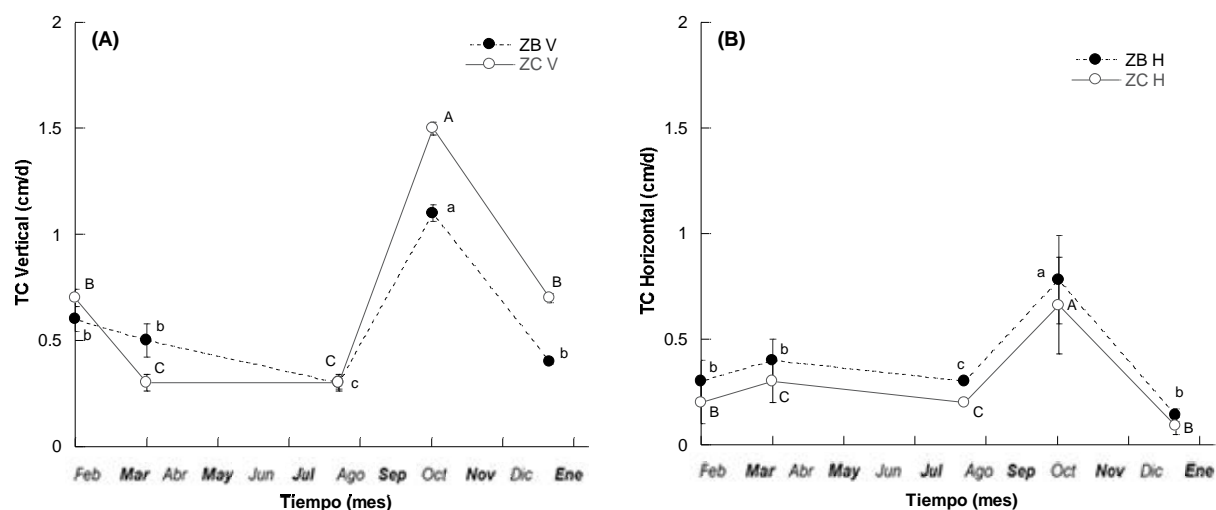 (A)
ZB V
ZC V
TC Vertical (cm/d)
2
1.5
1
0.5
0
B
b
b
C
C
c
A
a
B
b
Feb Mar Abr May Jun Jul Ago Sep Oct Nov Dic Ene
Tiempo (mes)
(B)
ZB H
ZC H
TC Horizontal (cm/d)
2
1.5
1
0.5
0
b
B
b
C
c
C
a
A
b
B
Feb Mar Abr May Jun Jul Ago Sep Oct Nov Dic Ene
Tiempo (mes)